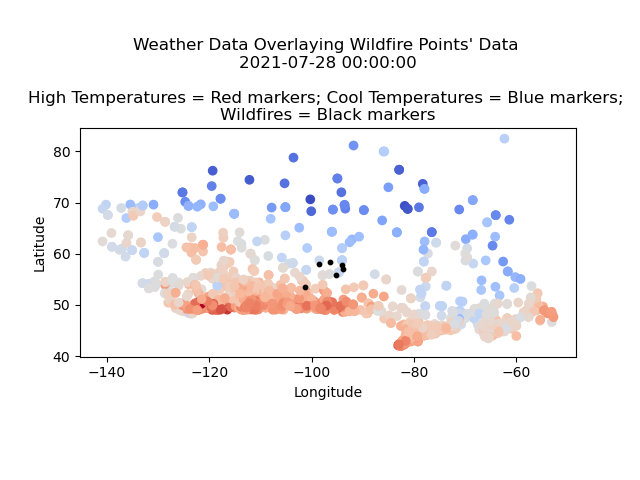 Weather Data Overlaying Wildfire Points' Data
2021-07-28 00:00:00
High Temperatures = Red markers; Cool Temperatures = Blue markers;
Wildfires = Black markers
80
70
60
50
40
Latitude
−140 −120 −100 −80 −60
Longitude